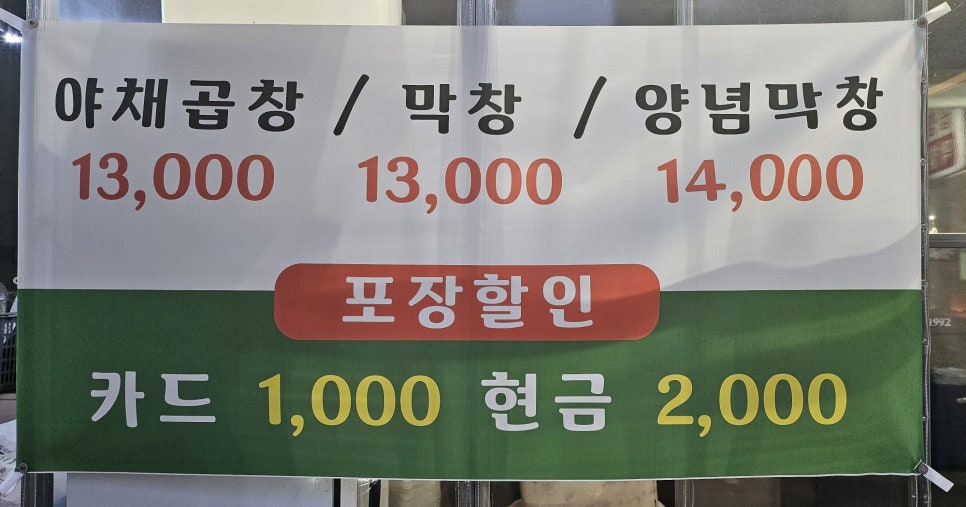 야채곱창 / 막창 / 양념막창
13,000 13,000 14,000
포장할인
카드 1,000 현금 2,000
1992